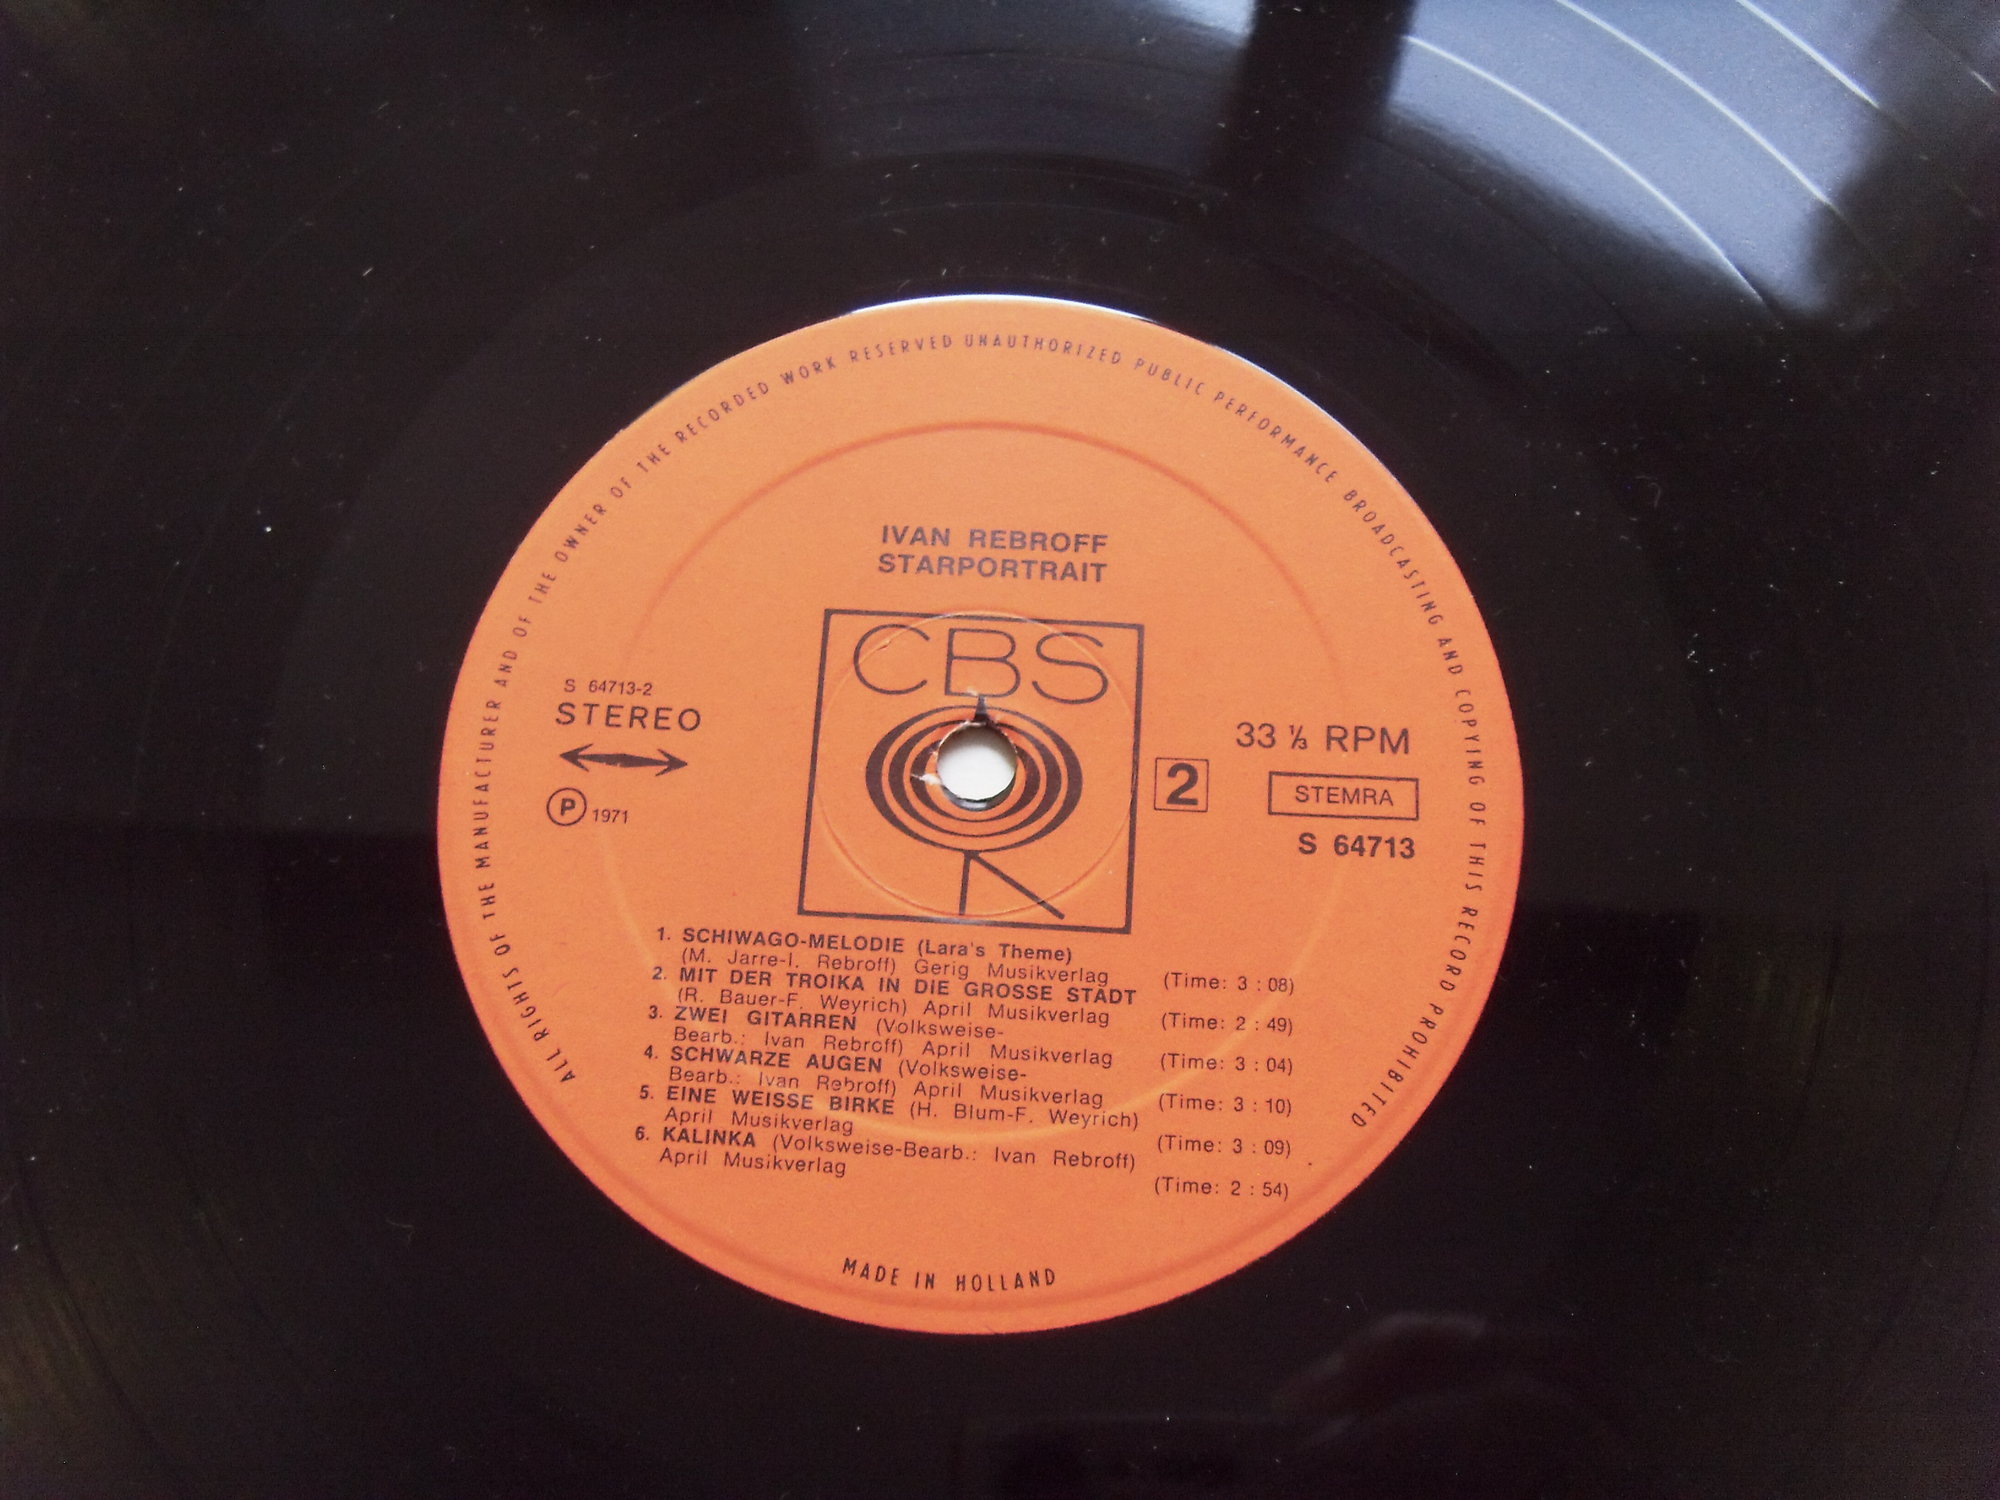 ALL RIGHTS OF THE MANUFACTURER AND OF THE OWNER OF THE RECORDED WORK RESERVED UNAUTHORIZED PUBLIC PERFORMANCE BROADCASTING AND COPYING OF THIS RECORD PROHIBITED
IVAN REBROFF
STARPORTRAIT
CBS
S 64713-2
STEREO
P 1971
2
33 ⅓ RPM
STEMRA
S 64713
1. SCHIWAGO-MELODIE (Lara's Theme)
(M. Jarre-I. Rebroff) Gerig Musikverlag (Time: 3 : 08)
2. MIT DER TROIKA IN DIE GROSSE STADT
(R. Bauer-F. Weyrich) April Musikverlag (Time: 2 : 49)
3. ZWEI GITARREN (Volksweise-
Bearb.: Ivan Rebroff) April Musikverlag (Time: 3 : 04)
4. SCHWARZE AUGEN (Volksweise-
Bearb.: Ivan Rebroff) April Musikverlag (Time: 3 : 10)
5. EINE WEISSE BIRKE (H. Blum-F. Weyrich)
April Musikverlag (Time: 3 : 09)
6. KALINKA (Volksweise-Bearb.: Ivan Rebroff)
April Musikverlag (Time: 2 : 54)
MADE IN HOLLAND